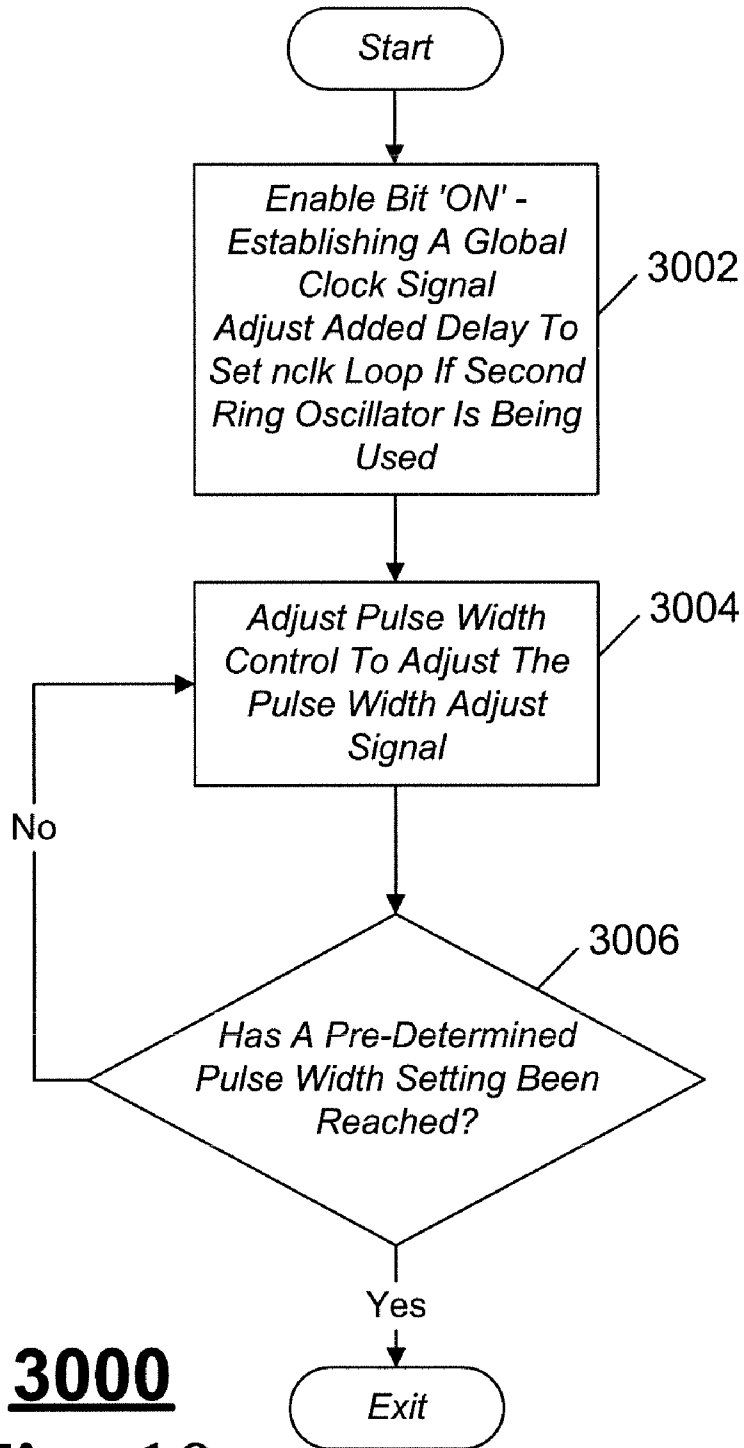 Start
Enable Bit 'ON' -
Establishing A Global
Clock Signal
Adjust Added Delay To
Set nclk Loop If Second
Ring Oscillator Is Being
Used
3002
Adjust Pulse Width
Control To Adjust The
Pulse Width Adjust
Signal
3004
No
3006
Has A Pre-Determined
Pulse Width Setting Been
Reached?
Yes
3000
Exit